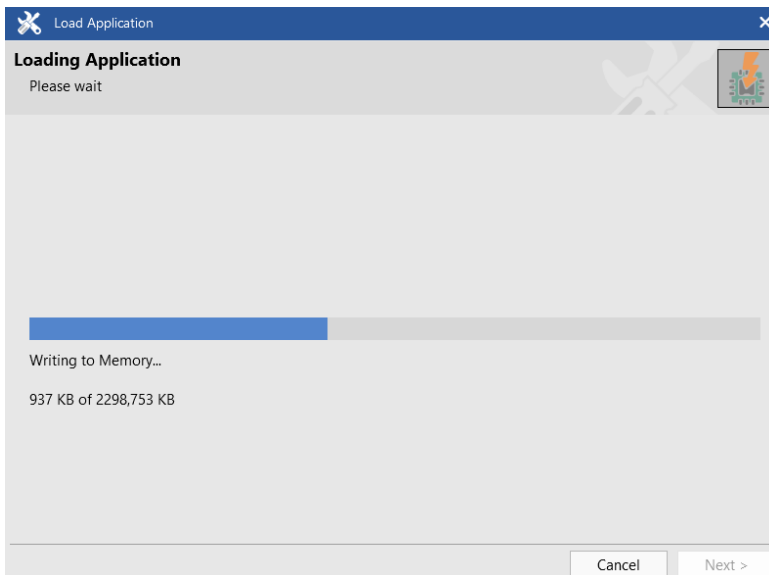 Load Application
Loading Application
Please wait
Writing to Memory...
937 KB of 2298,753 KB
Cancel
Next >